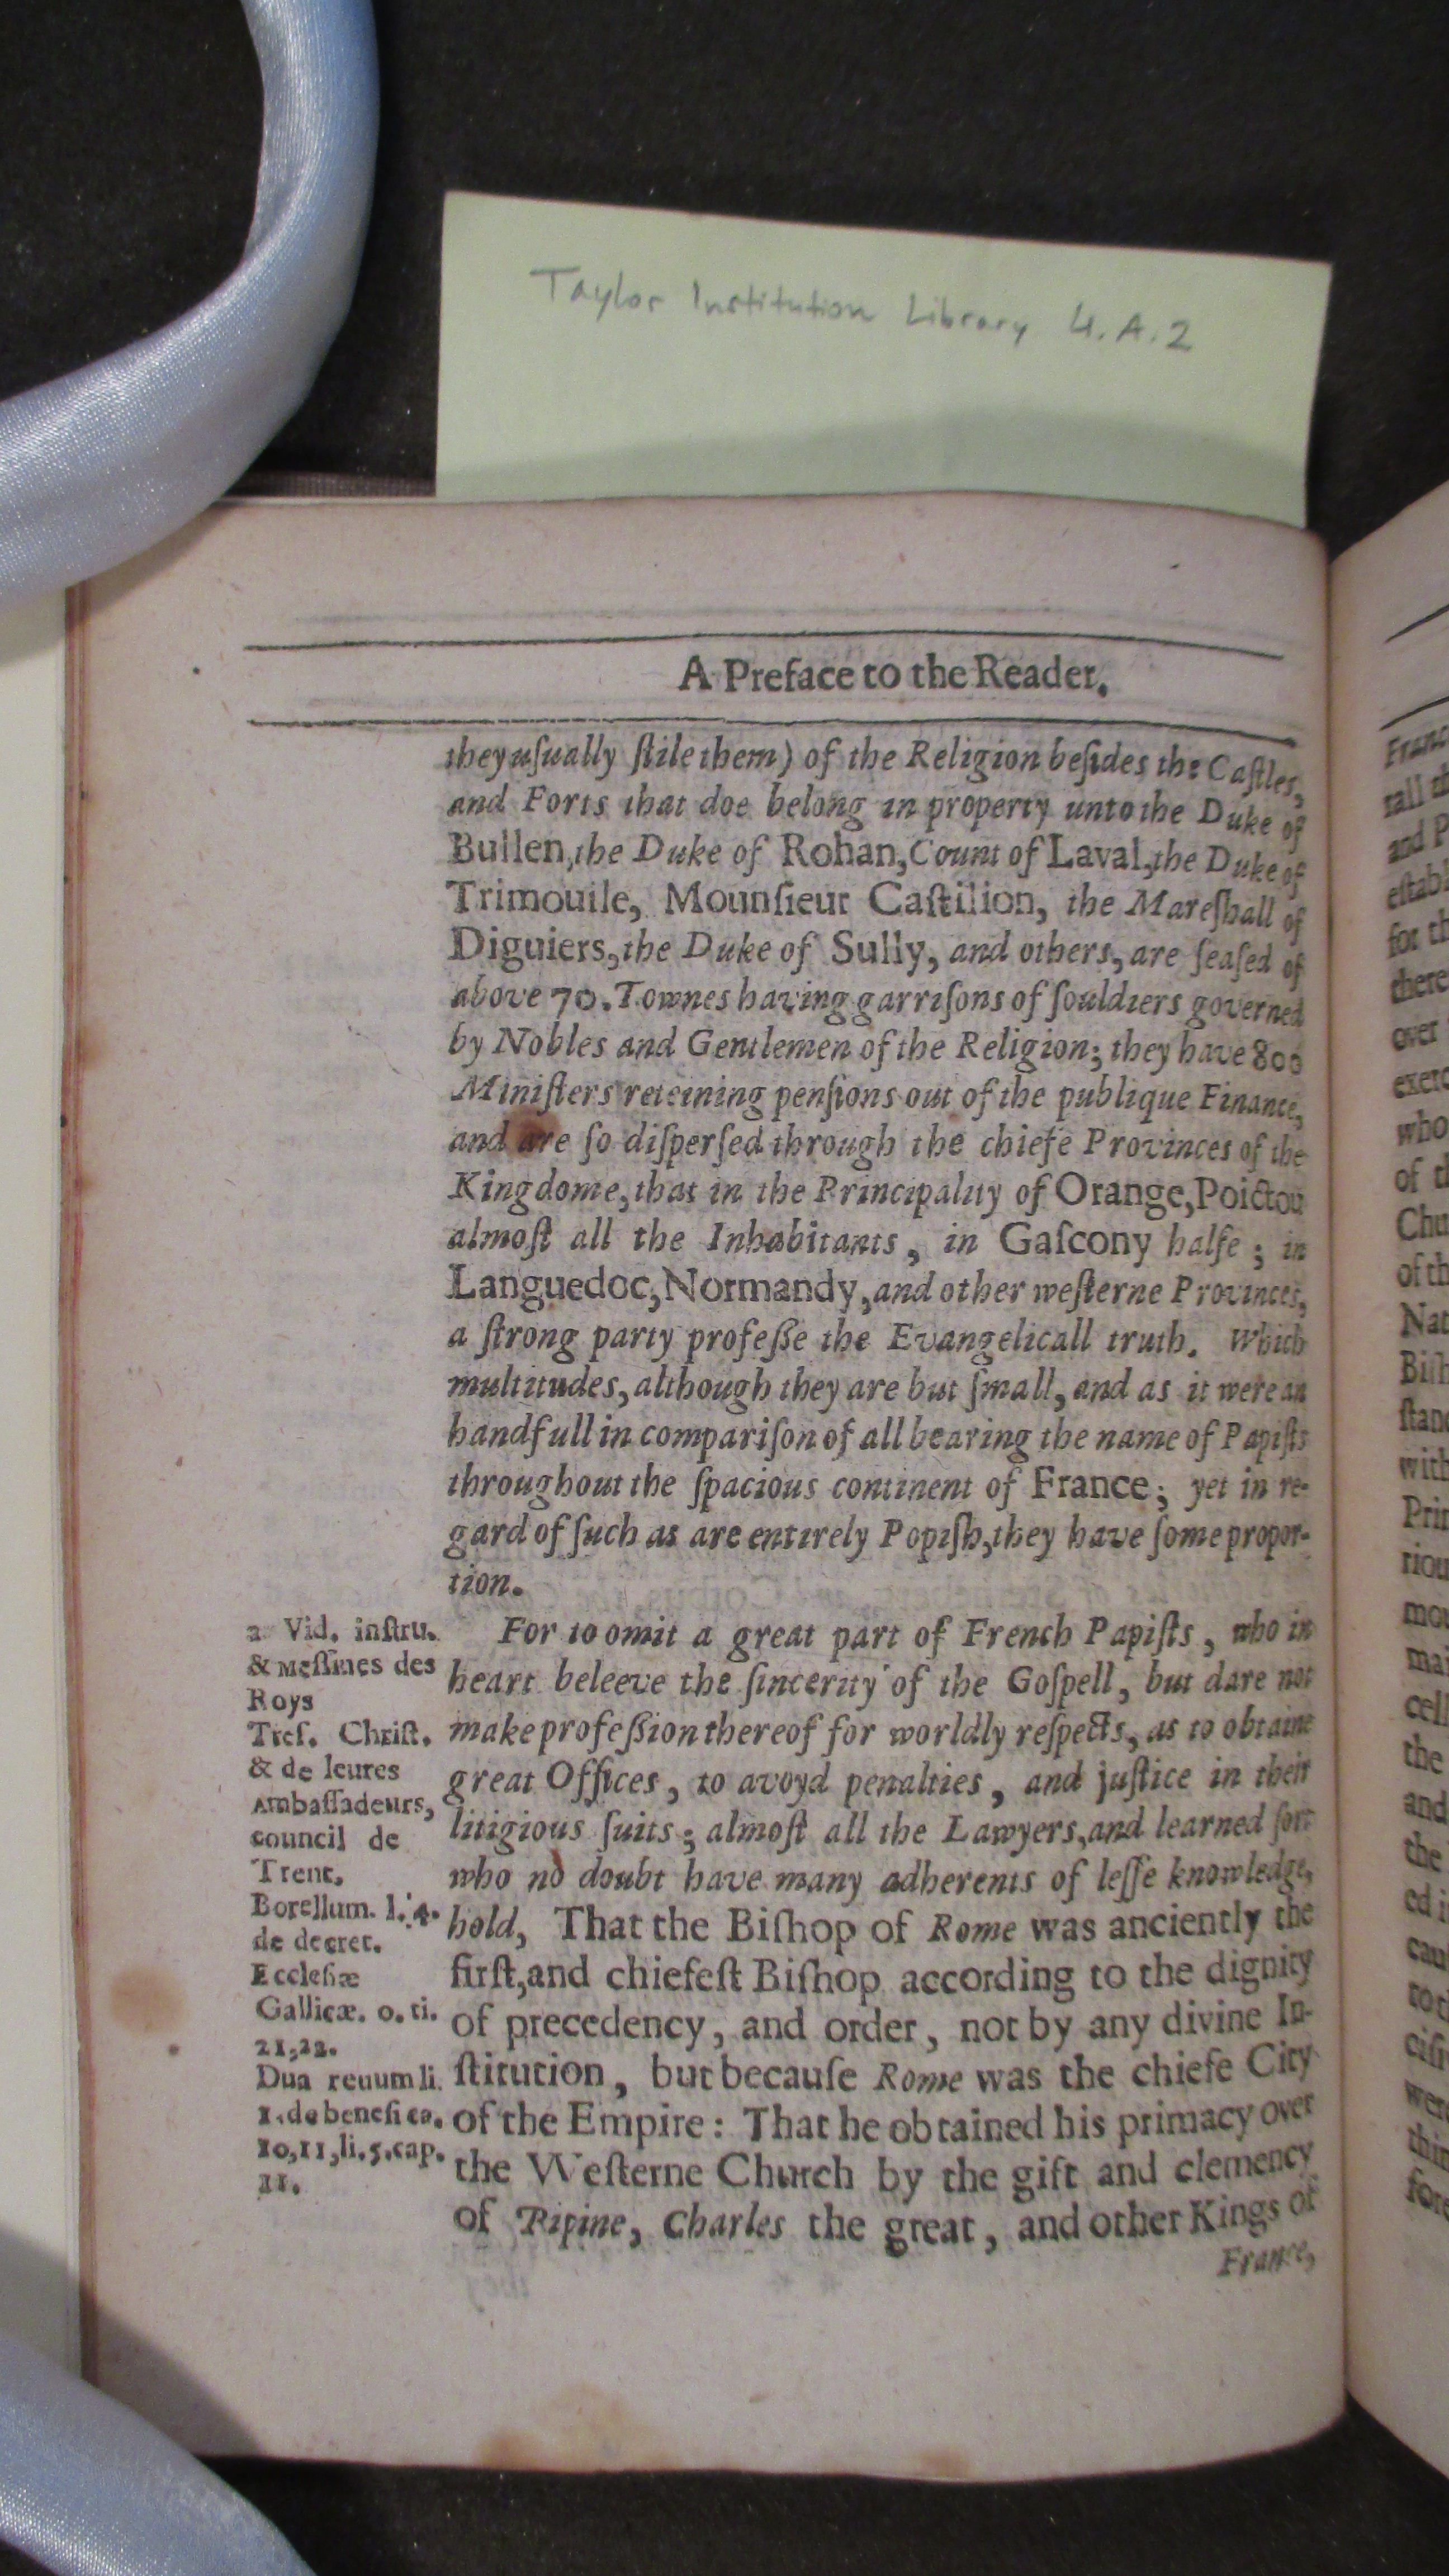 Taylor Institution Library 4.A.2
A Preface to the Reader.
they uſually ſtile them) of the Religion beſides the Caſtles,
and Forts that doe belong in property unto the Duke of
Bullen, the Duke of Rohan, Count of Laval, the Duke of
Trimouile, Mounſieur Caſtilion, the Mareſhall of
Diguiers, the Duke of Sully, and others, are ſeaſed of
above 70. Townes having garriſons of ſouldiers governed
by Nobles and Gentlemen of the Religion; they have 800
Miniſters reteining penſions out of the publique Finance,
and are ſo diſperſed through the chiefe Provinces of the
Kingdome, that in the Principality of Orange, Poictou
almoſt all the Inhabitants, in Gaſcony halfe; in
Languedoc, Normandy, and other weſterne Provinces,
a ſtrong party profeſſe the Evangelicall truth. Which
multitudes, although they are but ſmall, and as it were an
handfull in compariſon of all bearing the name of Papiſts
throughout the ſpacious continent of France; yet in re-
gard of ſuch as are entirely Popiſh, they have ſome propor-
tion.
For to omit a great part of French Papiſts, who in
heart beleeve the ſincerity of the Goſpell, but dare not
make profeſſion thereof for worldly reſpects, as to obtaine
great Offices, to avoyd penalties, and juſtice in their
litigious ſuits; almoſt all the Lawyers, and learned ſort
who no doubt have many adherents of leſſe knowledge,
hold, That the Biſhop of Rome was anciently the
firſt, and chiefeſt Biſhop according to the dignity
of precedency, and order, not by any divine In-
ſtitution, but becauſe Rome was the chiefe City
of the Empire: That he obtained his primacy over
the Weſterne Church by the gift and clemency
of Pipine, Charles the great, and other Kings of
France,
a Vid. inſtru.
& Meſſines des
Roys
Treſ. Chriſt.
& de leures
Ambaſſadeurs,
council de
Trent.
Borellum. l. 4.
de decret.
Eccleſiæ
Gallicæ. o. ti.
21,22.
Dua renum li.
1. de benefi ca.
10,11, li. 5. cap.
11.